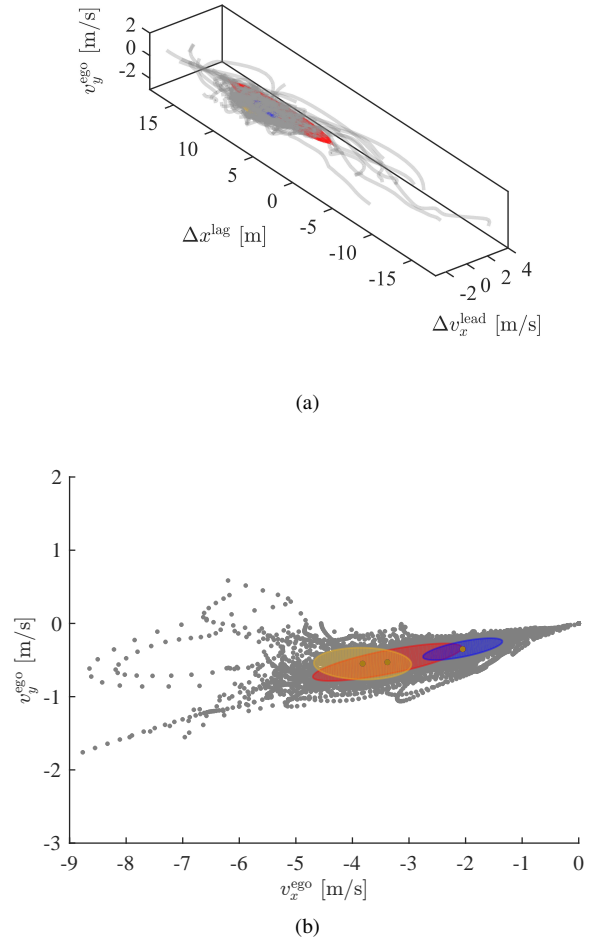 2
0
-2
v_y^ego [m/s]
15
10
5
0
-5
-10
-15
Δx^lag [m]
-2 0 2 4
Δv_x^lead [m/s]
(a)
2
1
0
-1
-2
-3
v_y^ego [m/s]
-9 -8 -7 -6 -5 -4 -3 -2 -1 0
v_x^ego [m/s]
(b)